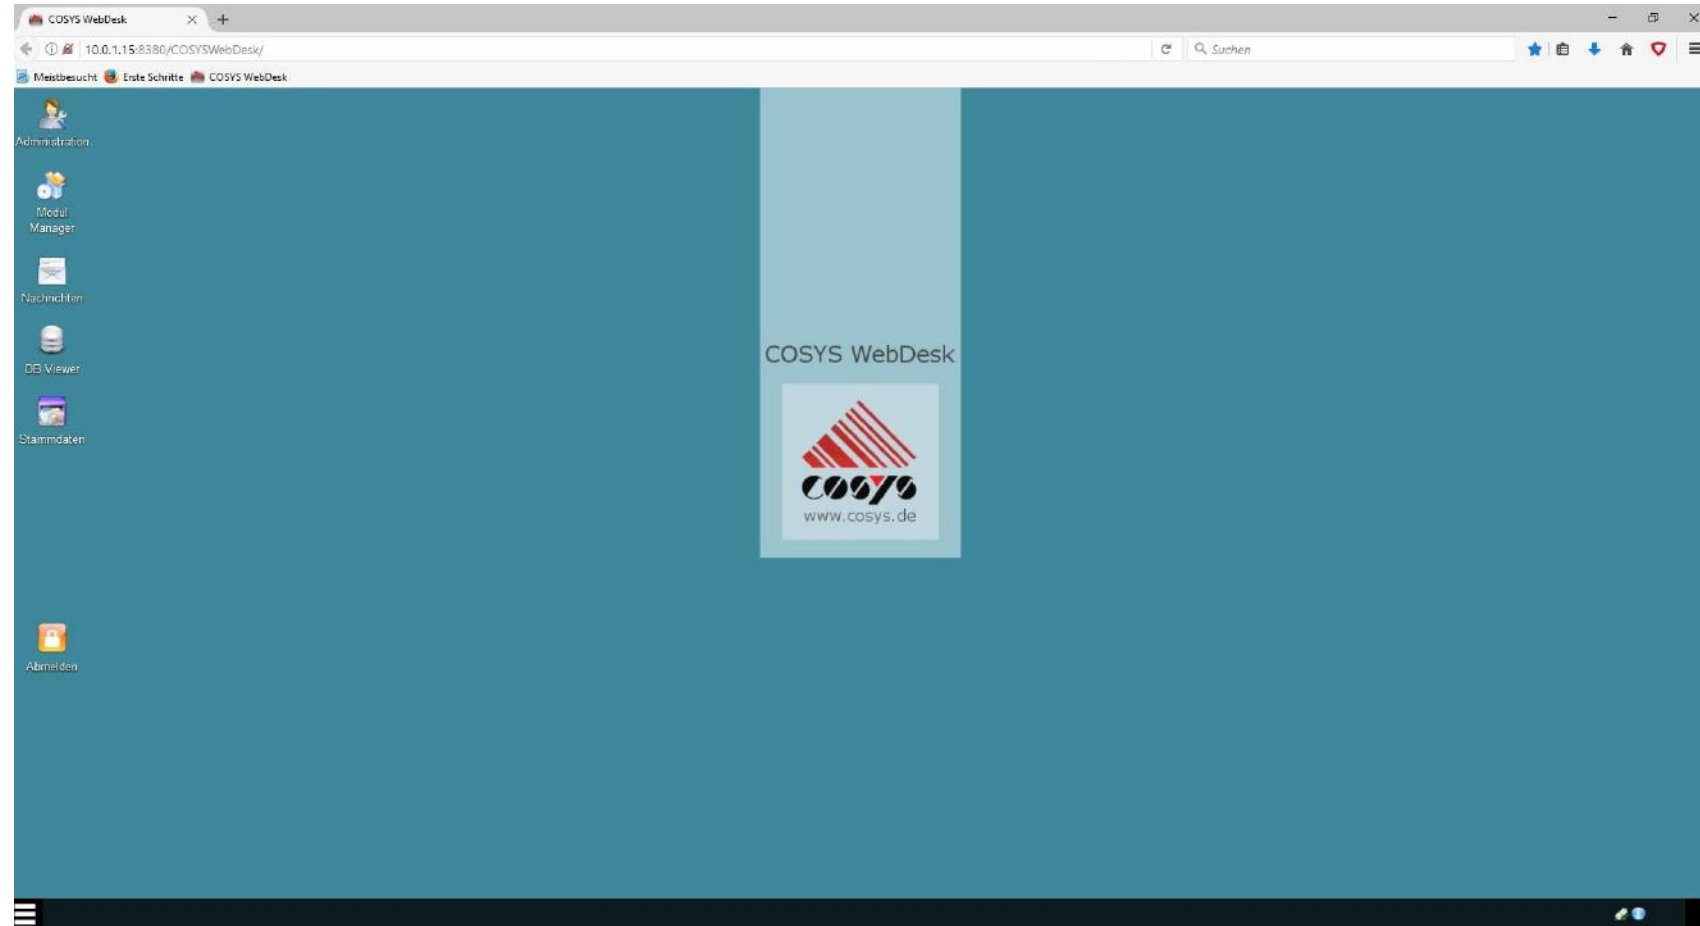 COSYS WebDesk
10.0.1.15:8380/COSYSWebDesk/
Suchen
Meistbesucht Erste Schritte COSYS WebDesk
Administration
Modul
Manager
Nachrichten
DB Viewer
Stammdaten
Abmelden
COSYS WebDesk
COSYS
www.cosys.de